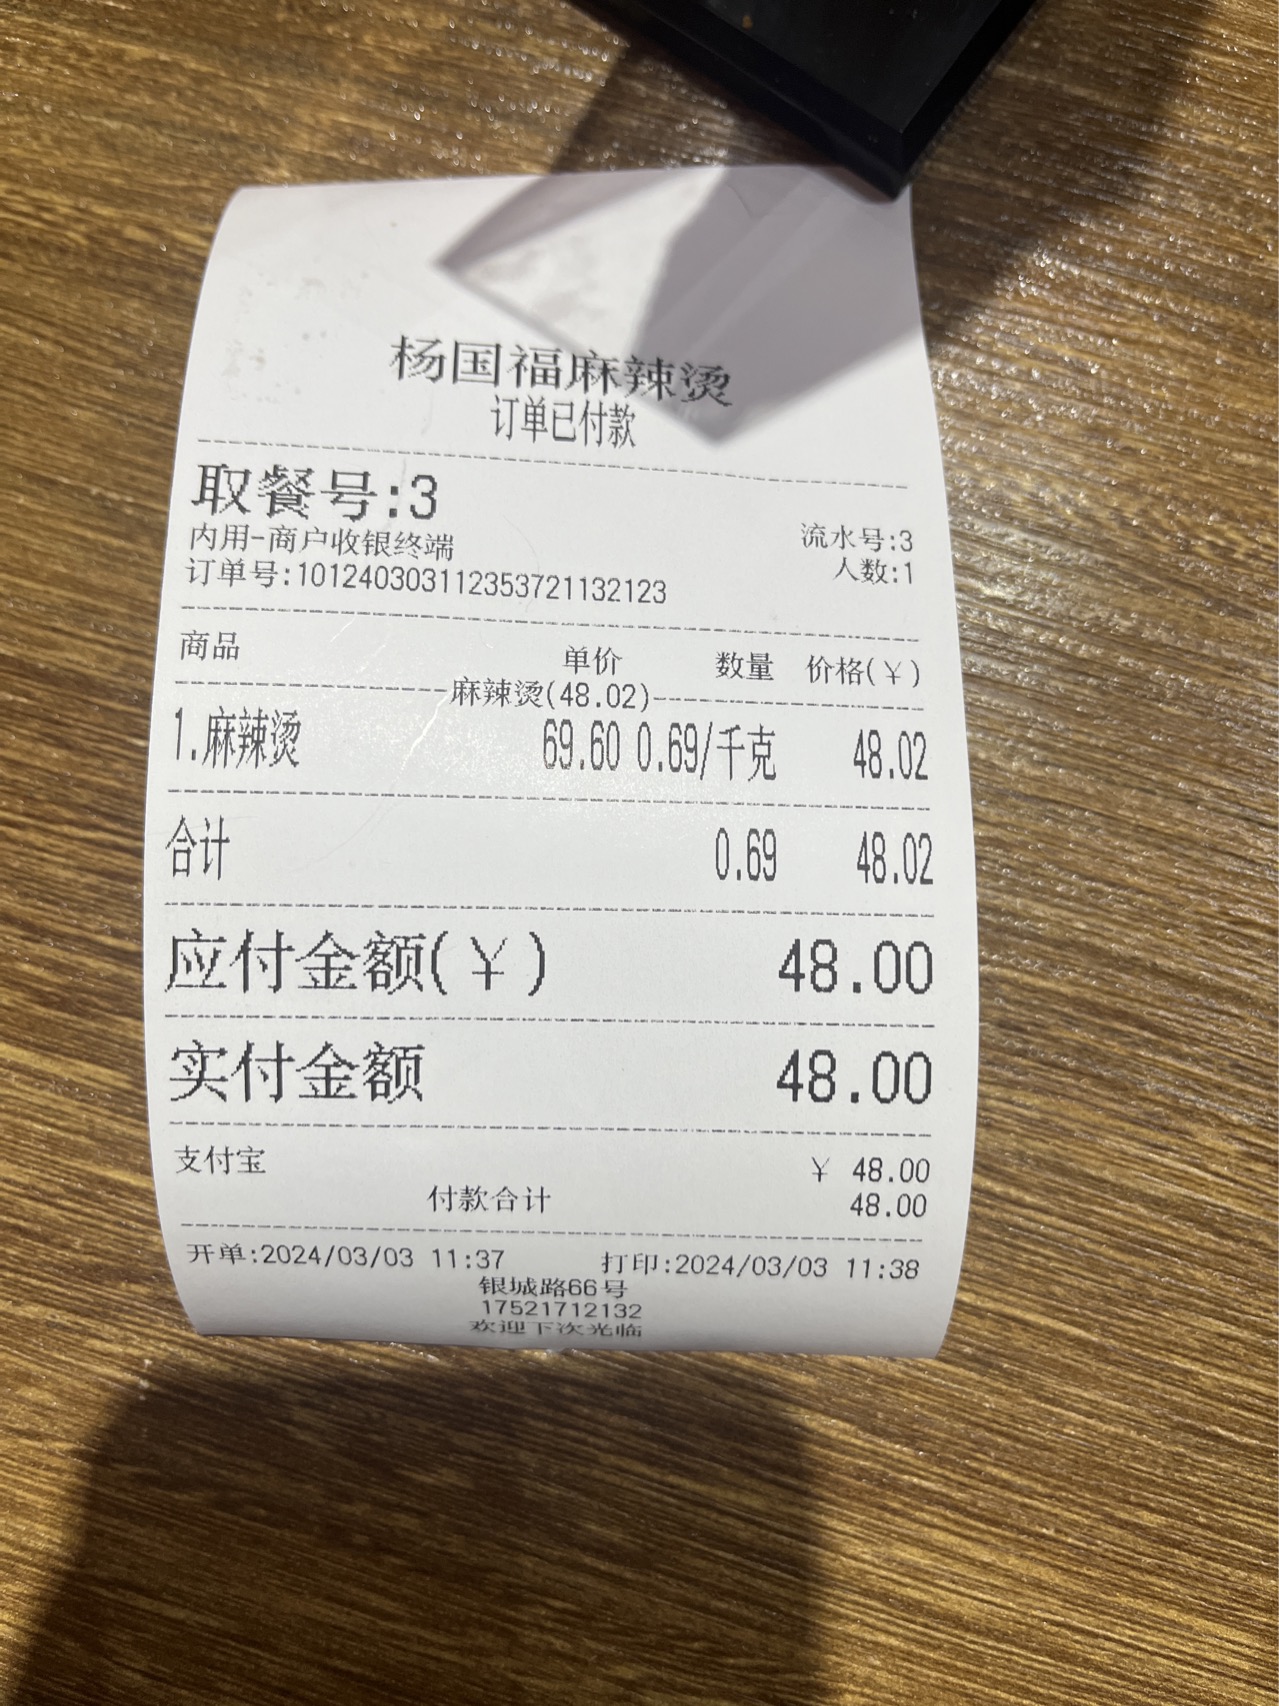 杨国福麻辣烫
订单已付款
取餐号:3
内用-商户收银终端 流水号:3
订单号:101240303112353721132123 人数:1
商品 单价 数量 价格(¥)
麻辣烫(48.02)
1.麻辣烫 69.60 0.69/千克 48.02
合计 0.69 48.02
应付金额(¥) 48.00
实付金额 48.00
支付宝 ¥ 48.00
付款合计 48.00
开单:2024/03/03 11:37 打印:2024/03/03 11:38
银城路66号
17521712132
欢迎下次光临